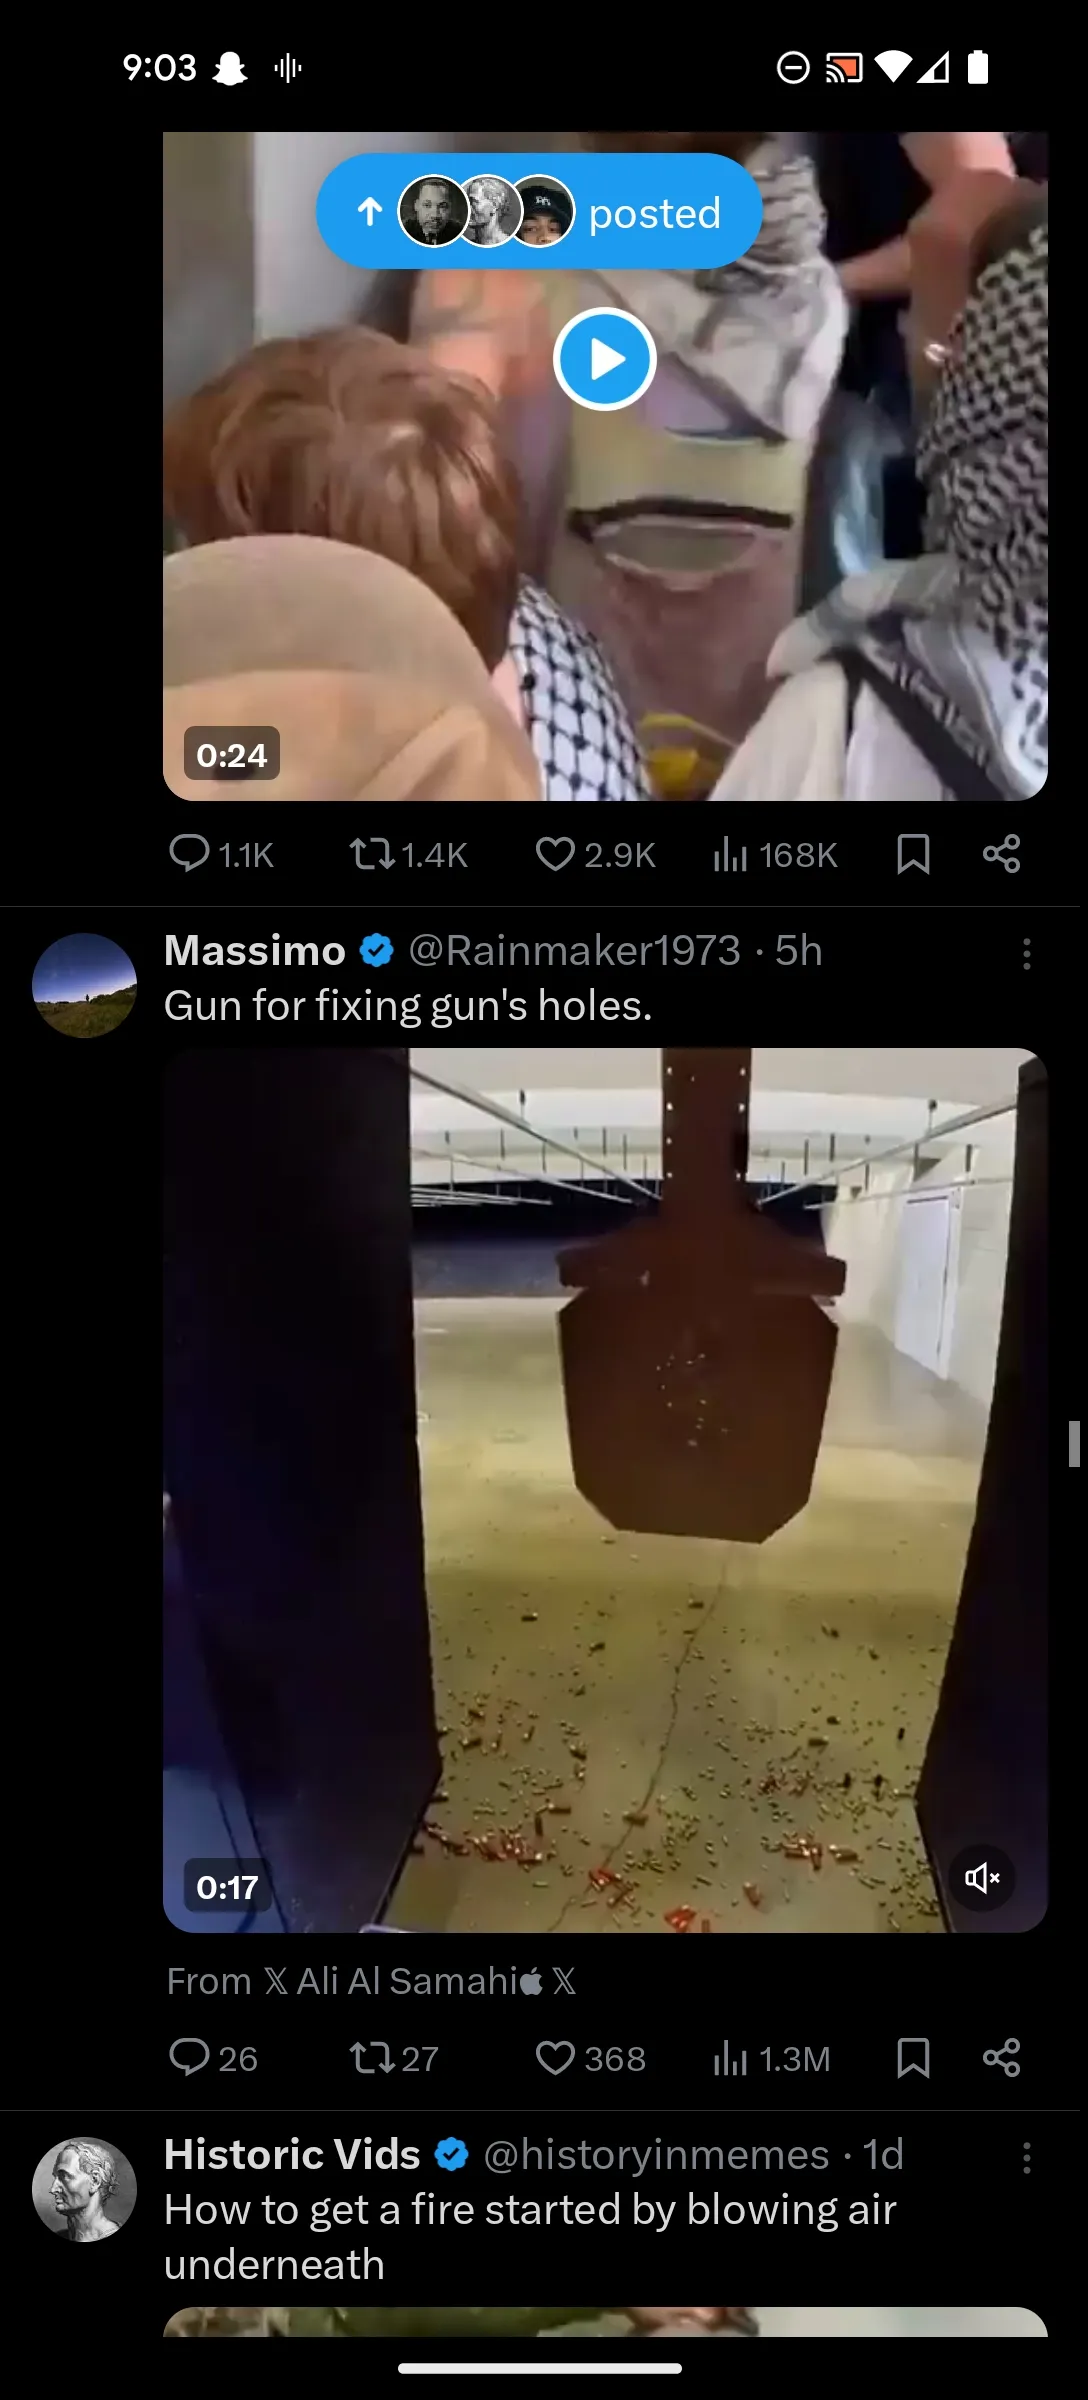 9:03
posted
0:24
1.1K 1.4K 2.9K 168K
Massimo @Rainmaker1973 · 5h
Gun for fixing gun's holes.
0:17
From 𝕏 Ali Al Samahi 𝕏
26 27 368 1.3M
Historic Vids @historyinmemes · 1d
How to get a fire started by blowing air
underneath